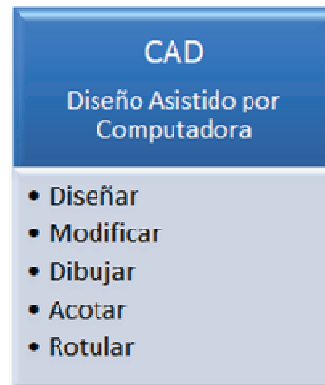 CAD
Diseño Asistido por
Computadora
• Diseñar
• Modificar
• Dibujar
• Acotar
• Rotular